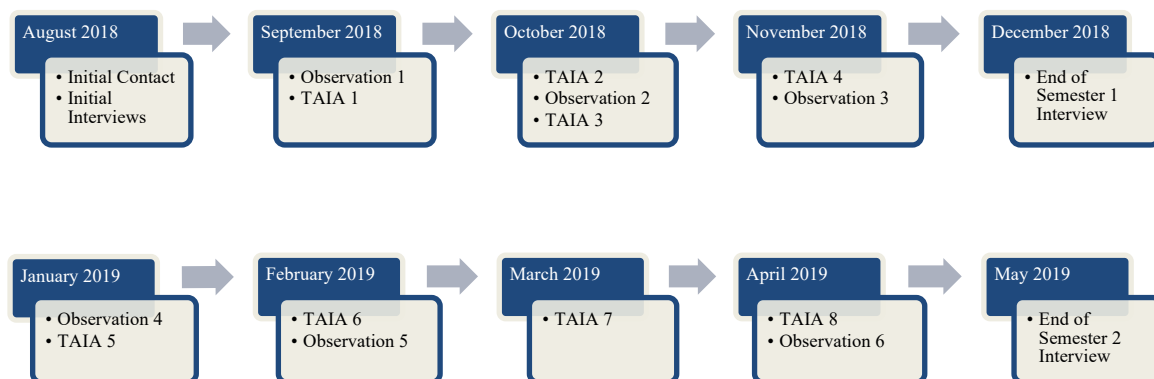 August 2018
• Initial Contact
• Initial
Interviews
September 2018
• Observation 1
• TAIA 1
October 2018
• TAIA 2
• Observation 2
• TAIA 3
November 2018
• TAIA 4
• Observation 3
December 2018
• End of
Semester 1
Interview
January 2019
• Observation 4
• TAIA 5
February 2019
• TAIA 6
• Observation 5
March 2019
• TAIA 7
April 2019
• TAIA 8
• Observation 6
May 2019
• End of
Semester 2
Interview